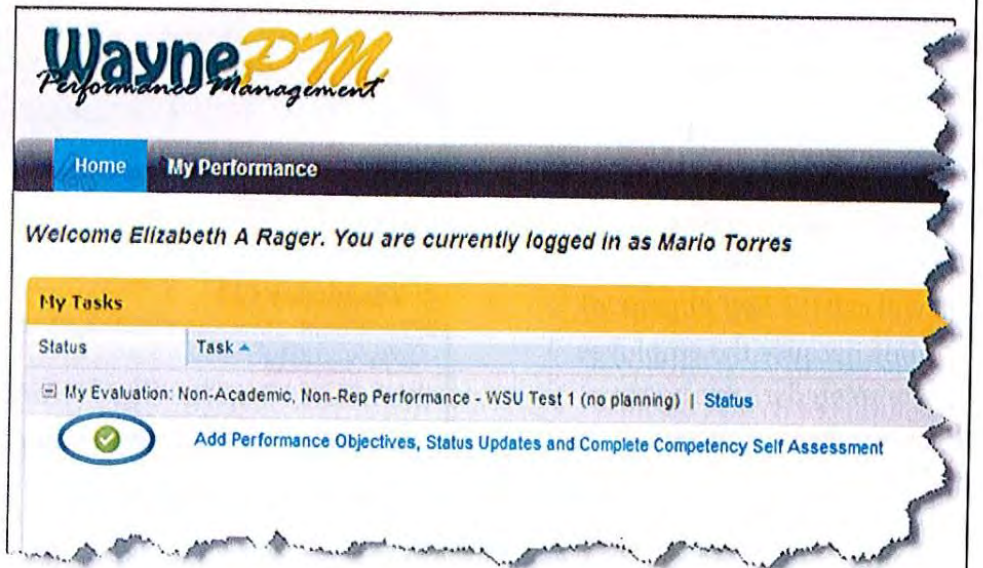 WaynePM
Performance Management
Home My Performance
Welcome Elizabeth A Rager. You are currently logged in as Mario Torres
My Tasks
Status Task
My Evaluation: Non-Academic, Non-Rep Performance - WSU Test 1 (no planning) | Status
Add Performance Objectives, Status Updates and Complete Competency Self Assessment